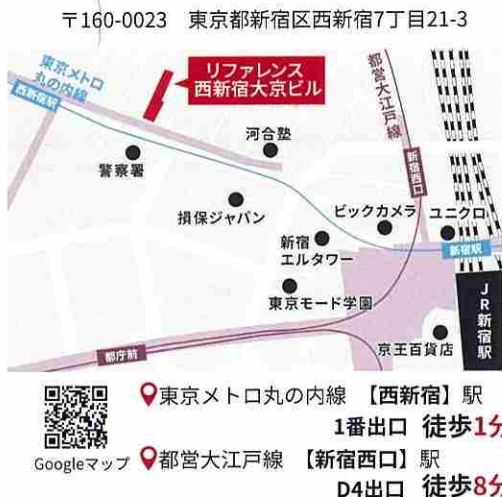 〒160-0023 東京都新宿区西新宿7丁目21-3
東京メトロ
丸の内線
西新宿駅
リファレンス
西新宿大京ビル
都営大江戸線
河合塾
警察署
新宿西口
損保ジャパン
ビックカメラ
ユニクロ
新宿
エルタワー
新宿駅
東京モード学園
JR新宿駅
都庁前
京王百貨店
東京メトロ丸の内線 【西新宿】駅
1番出口 徒歩1分
Googleマップ
都営大江戸線 【新宿西口】駅
D4出口 徒歩8分